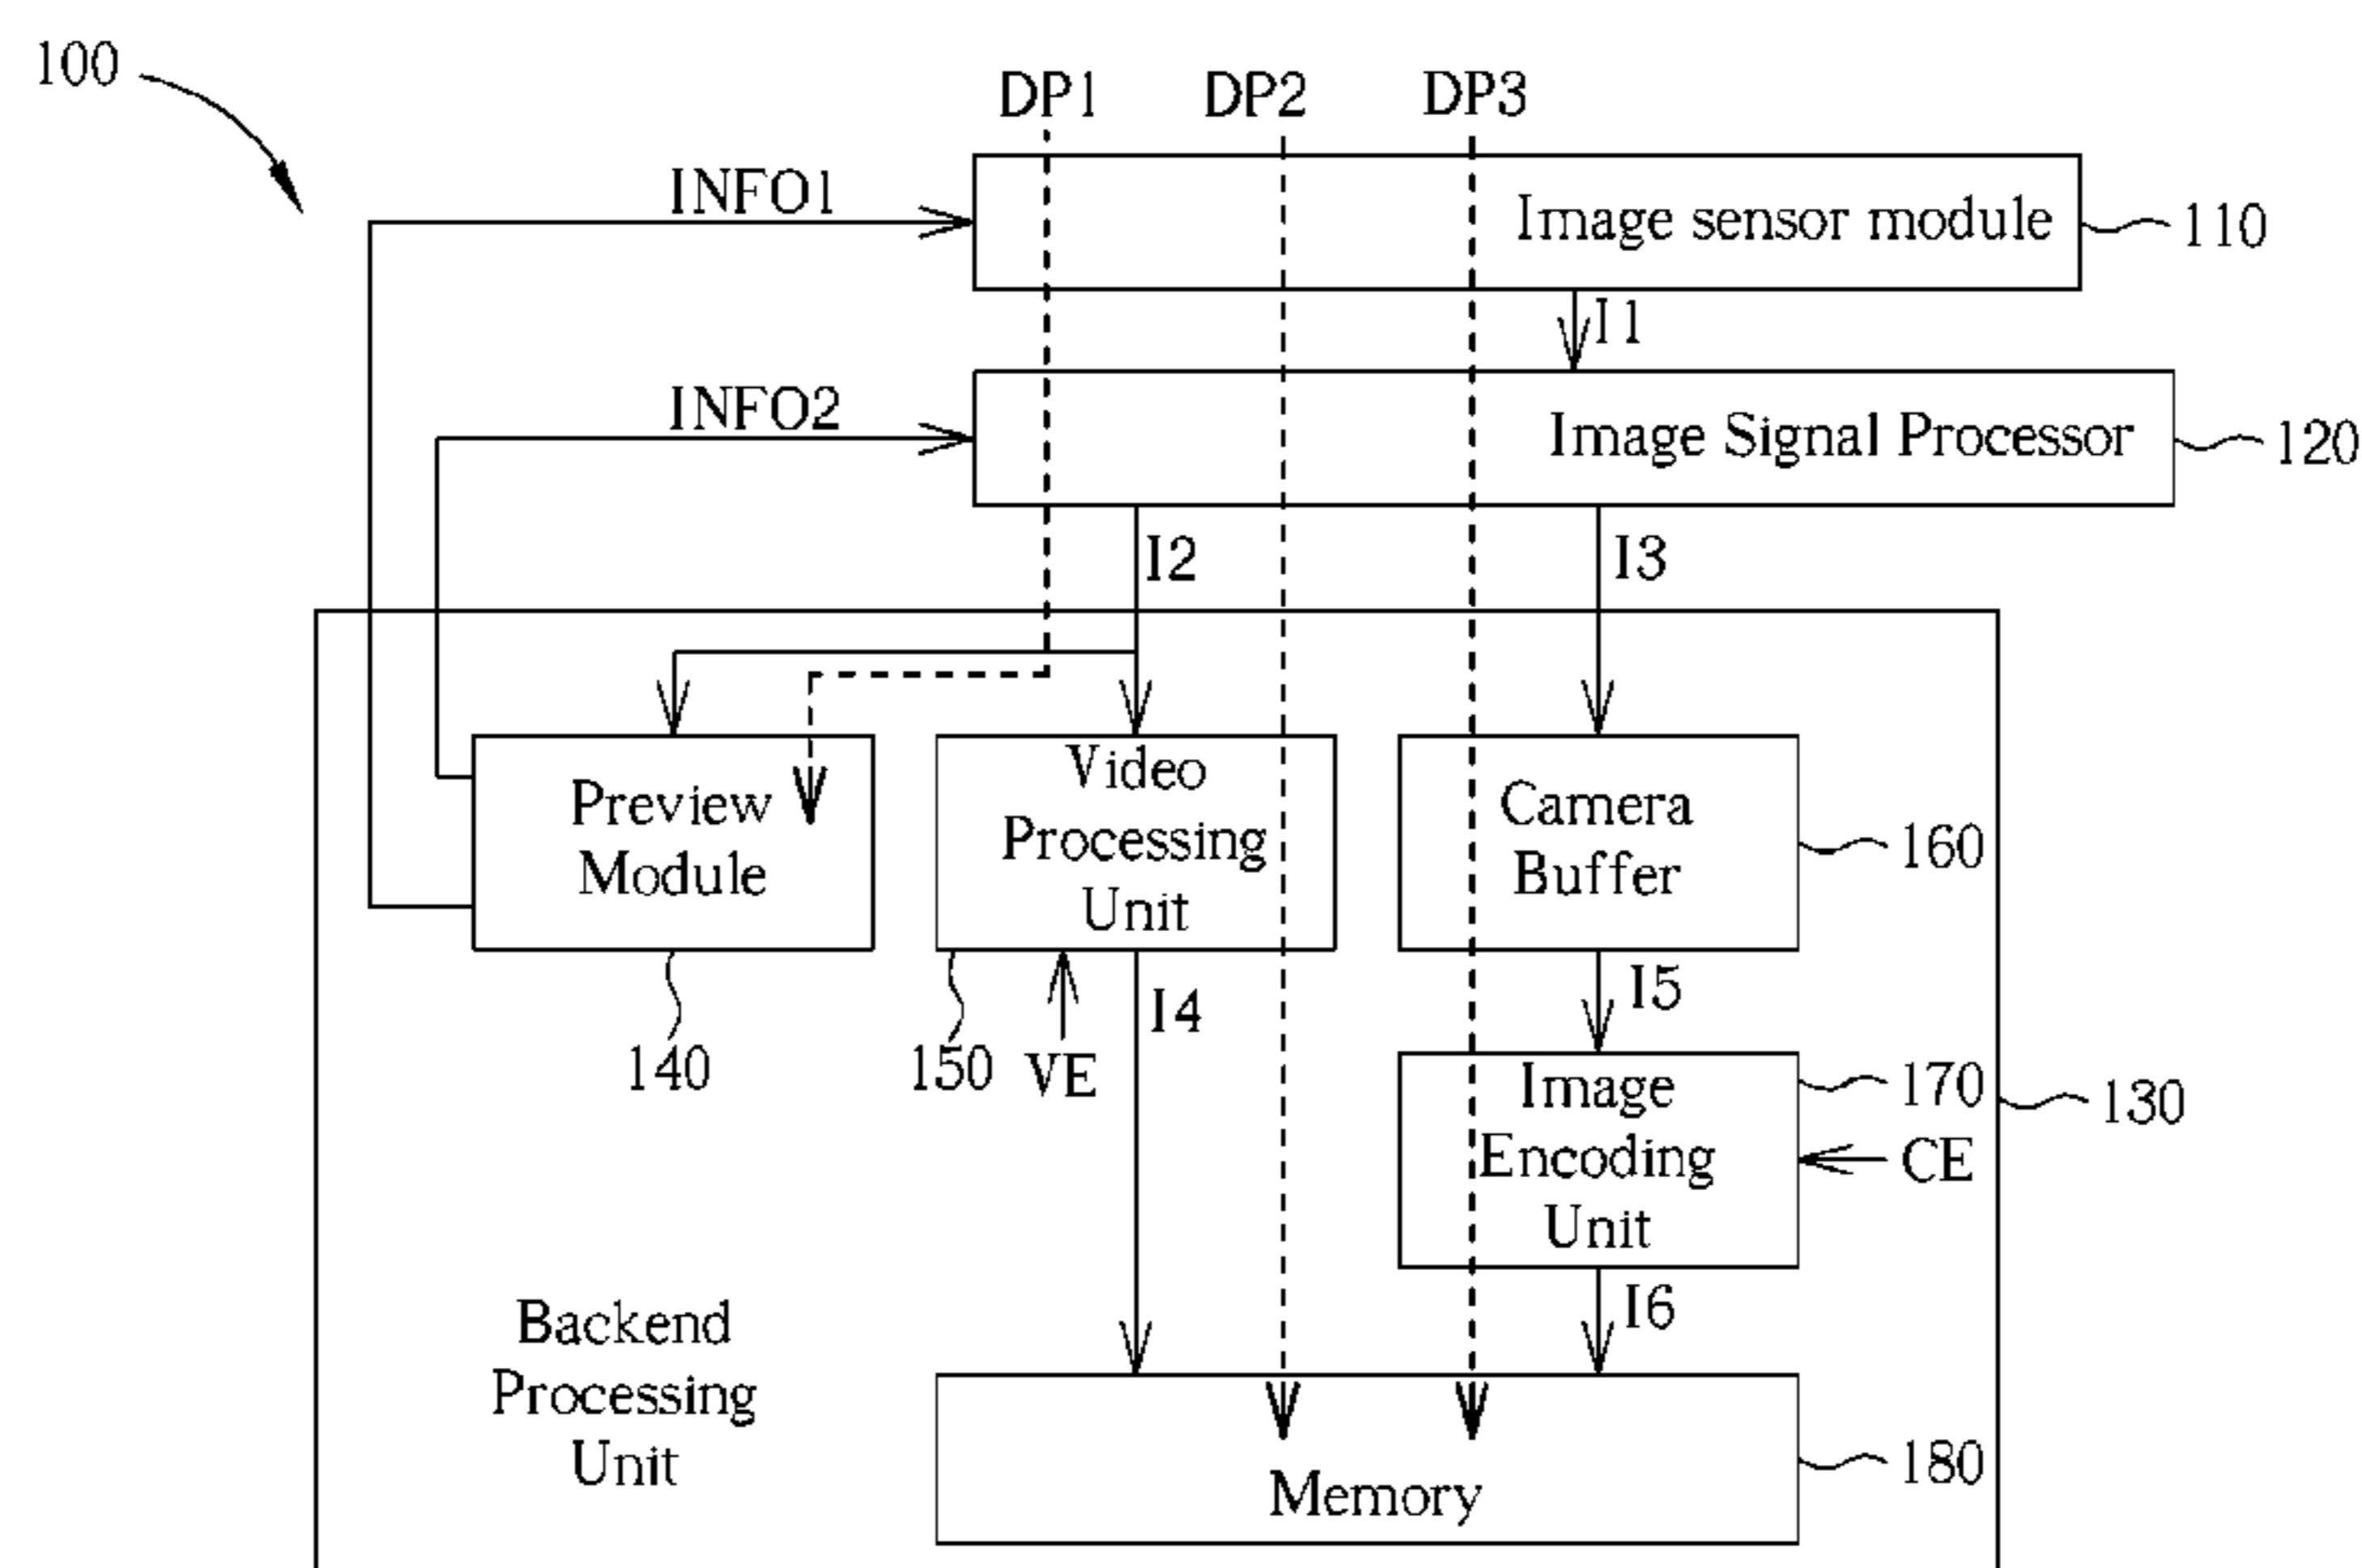 100
DP1 DP2 DP3
INFO1
Image sensor module
110
I1
INFO2
Image Signal Processor
120
I2
I3
Preview
Module
Video
Processing
Unit
Camera
Buffer
160
I4
I5
140
150
VE
Image
Encoding
Unit
170
130
CE
I6
Backend
Processing
Unit
Memory
180